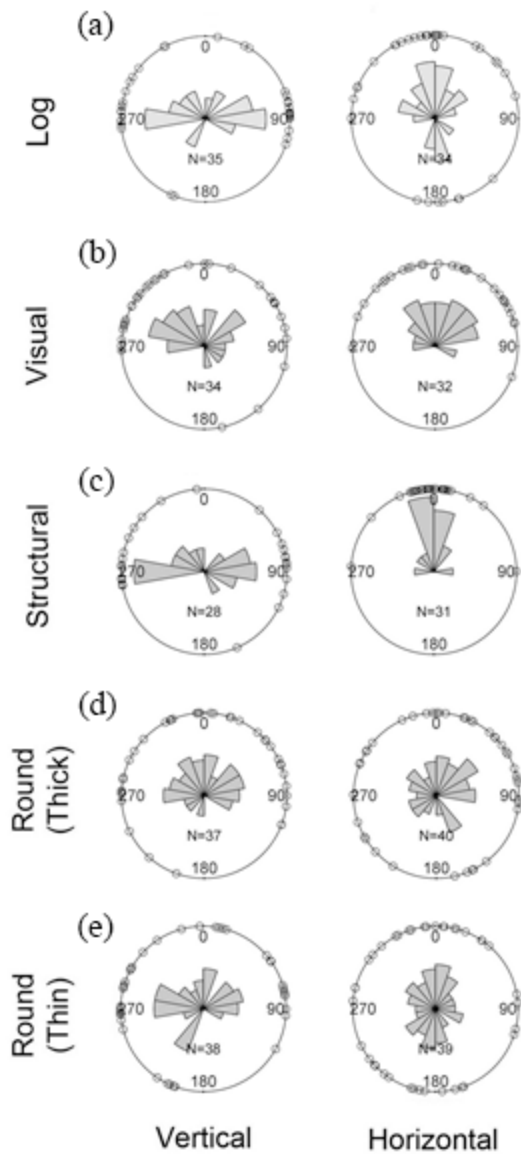 (a)
Log
0
270
90
N=35
180
0
270
90
N=34
180
(b)
Visual
0
270
90
N=34
180
0
270
90
N=32
180
(c)
Structural
0
270
90
N=28
180
0
270
90
N=31
180
(d)
Round
(Thick)
0
270
90
N=37
180
0
270
90
N=40
180
(e)
Round
(Thin)
0
270
90
N=38
180
0
270
90
N=39
180
Vertical
Horizontal